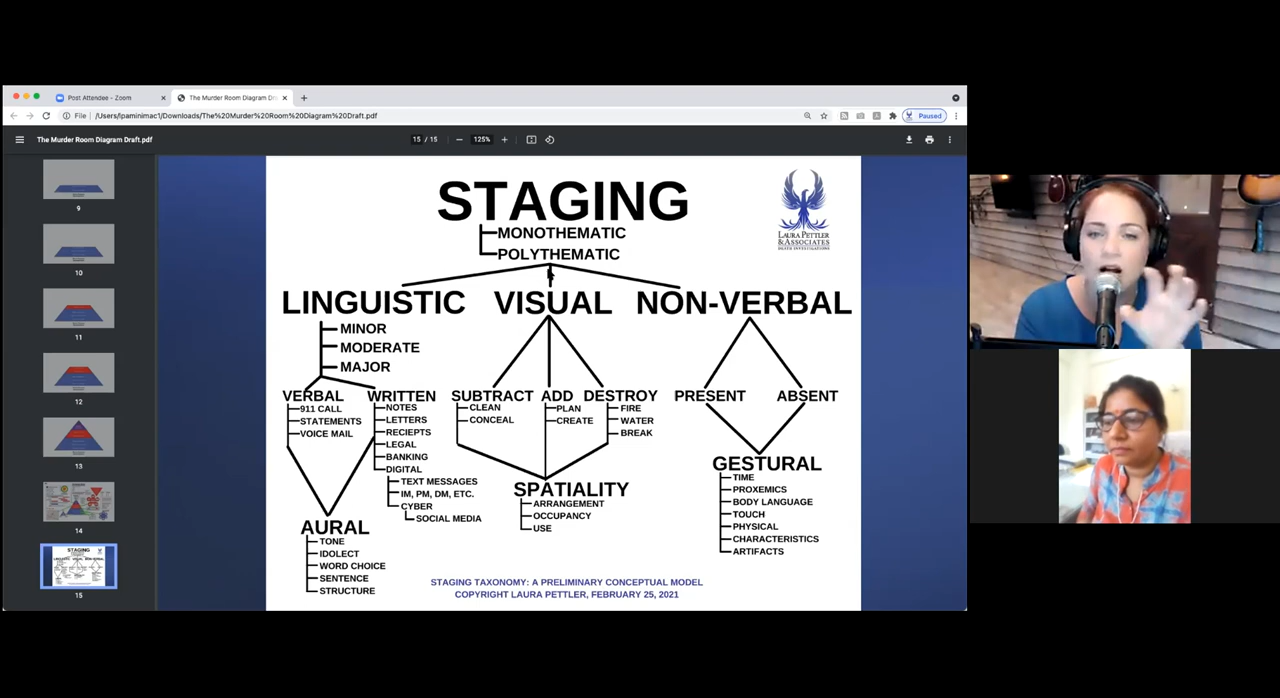 Post Attendee - Zoom
The Murder Room Diagram Dr
File
/Users/lpaminimac1/Downloads/The%20Murder%20Room%20Diagram%20Draft.pdf
Paused
The Murder Room Diagram Draft.pdf
15 / 15
125%
9
10
11
12
13
14
15
STAGING
MONOTHEMATIC
POLYTHEMATIC
LAURA PETTLER
& ASSOCIATES
DEATH INVESTIGATIONS
LINGUISTIC
MINOR
MODERATE
MAJOR
VERBAL
911 CALL
STATEMENTS
VOICE MAIL
WRITTEN
NOTES
LETTERS
RECIEPTS
LEGAL
BANKING
DIGITAL
TEXT MESSAGES
IM, PM, DM, ETC.
CYBER
SOCIAL MEDIA
AURAL
TONE
IDOLECT
WORD CHOICE
SENTENCE
STRUCTURE
VISUAL
SUBTRACT
CLEAN
CONCEAL
ADD
PLAN
CREATE
DESTROY
FIRE
WATER
BREAK
SPATIALITY
ARRANGEMENT
OCCUPANCY
USE
NON-VERBAL
PRESENT
ABSENT
GESTURAL
TIME
PROXEMICS
BODY LANGUAGE
TOUCH
PHYSICAL
CHARACTERISTICS
ARTIFACTS
STAGING TAXONOMY: A PRELIMINARY CONCEPTUAL MODEL
COPYRIGHT LAURA PETTLER, FEBRUARY 25, 2021